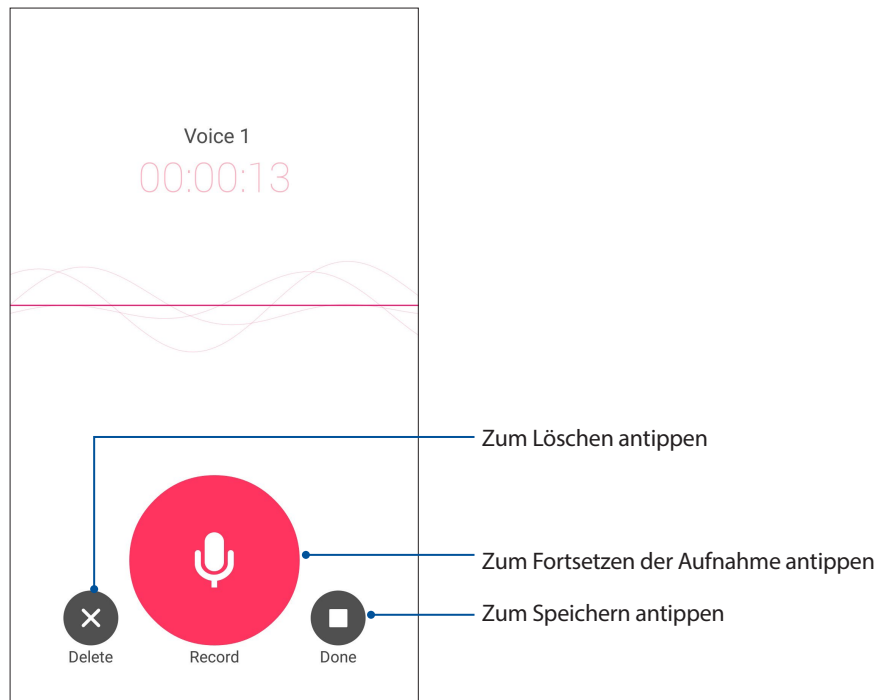 Voice 1
00:00:13
Zum Löschen antippen
Zum Fortsetzen der Aufnahme antippen
Zum Speichern antippen
Delete
Record
Done